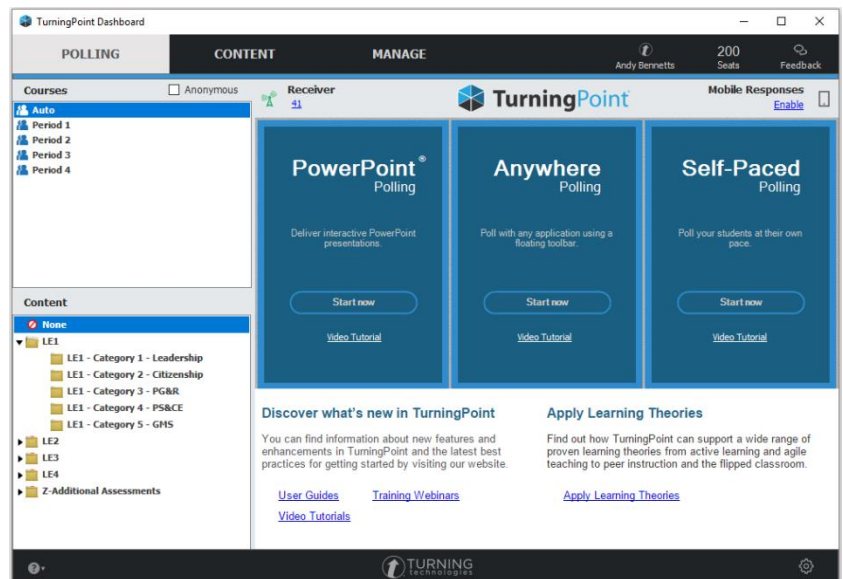 TurningPoint Dashboard
POLLING
CONTENT
MANAGE
Andy Bennetts
200
Seats
Feedback
Courses
Anonymous
Auto
Period 1
Period 2
Period 3
Period 4
Content
None
LE1
LE1 - Category 1 - Leadership
LE1 - Category 2 - Citizenship
LE1 - Category 3 - PG&R
LE1 - Category 4 - PS&CE
LE1 - Category 5 - GMS
LE2
LE3
LE4
Z-Additional Assessments
Receiver
41
TurningPoint
Mobile Responses
Enable
PowerPoint®
Polling
Deliver interactive PowerPoint
presentations.
Start now
Video Tutorial
Anywhere
Polling
Poll with any application using a
floating toolbar.
Start now
Video Tutorial
Self-Paced
Polling
Poll your students at their own
pace.
Start now
Video Tutorial
Discover what's new in TurningPoint
You can find information about new features and
enhancements in TurningPoint and the latest best
practices for getting started by visiting our website.
User Guides
Training Webinars
Video Tutorials
Apply Learning Theories
Find out how TurningPoint can support a wide range of
proven learning theories from active learning and agile
teaching to peer instruction and the flipped classroom.
Apply Learning Theories
TURNING
technologies